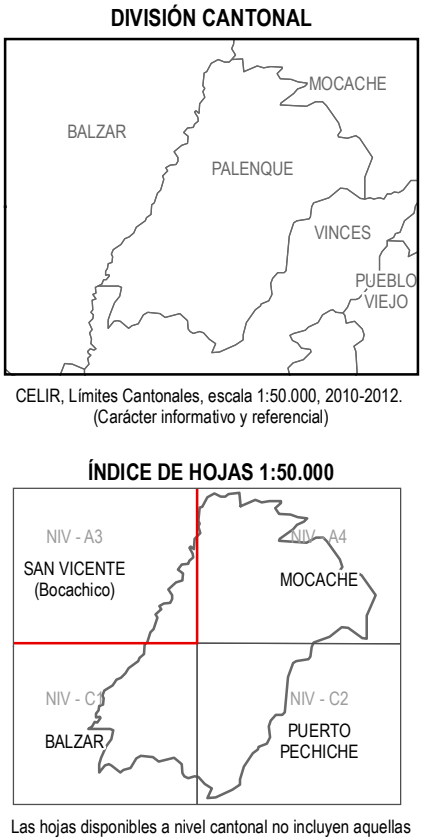 DIVISIÓN CANTONAL
MOCACHE
BALZAR
PALENQUE
VINCES
PUEBLO
VIEJO
CELIR, Límites Cantonales, escala 1:50.000, 2010-2012.
(Carácter informativo y referencial)
ÍNDICE DE HOJAS 1:50.000
NIV - A3
SAN VICENTE
(Bocachico)
NIV - A4
MOCACHE
NIV - C1
BALZAR
NIV - C2
PUERTO
PECHICHE
Las hojas disponibles a nivel cantonal no incluyen aquellas